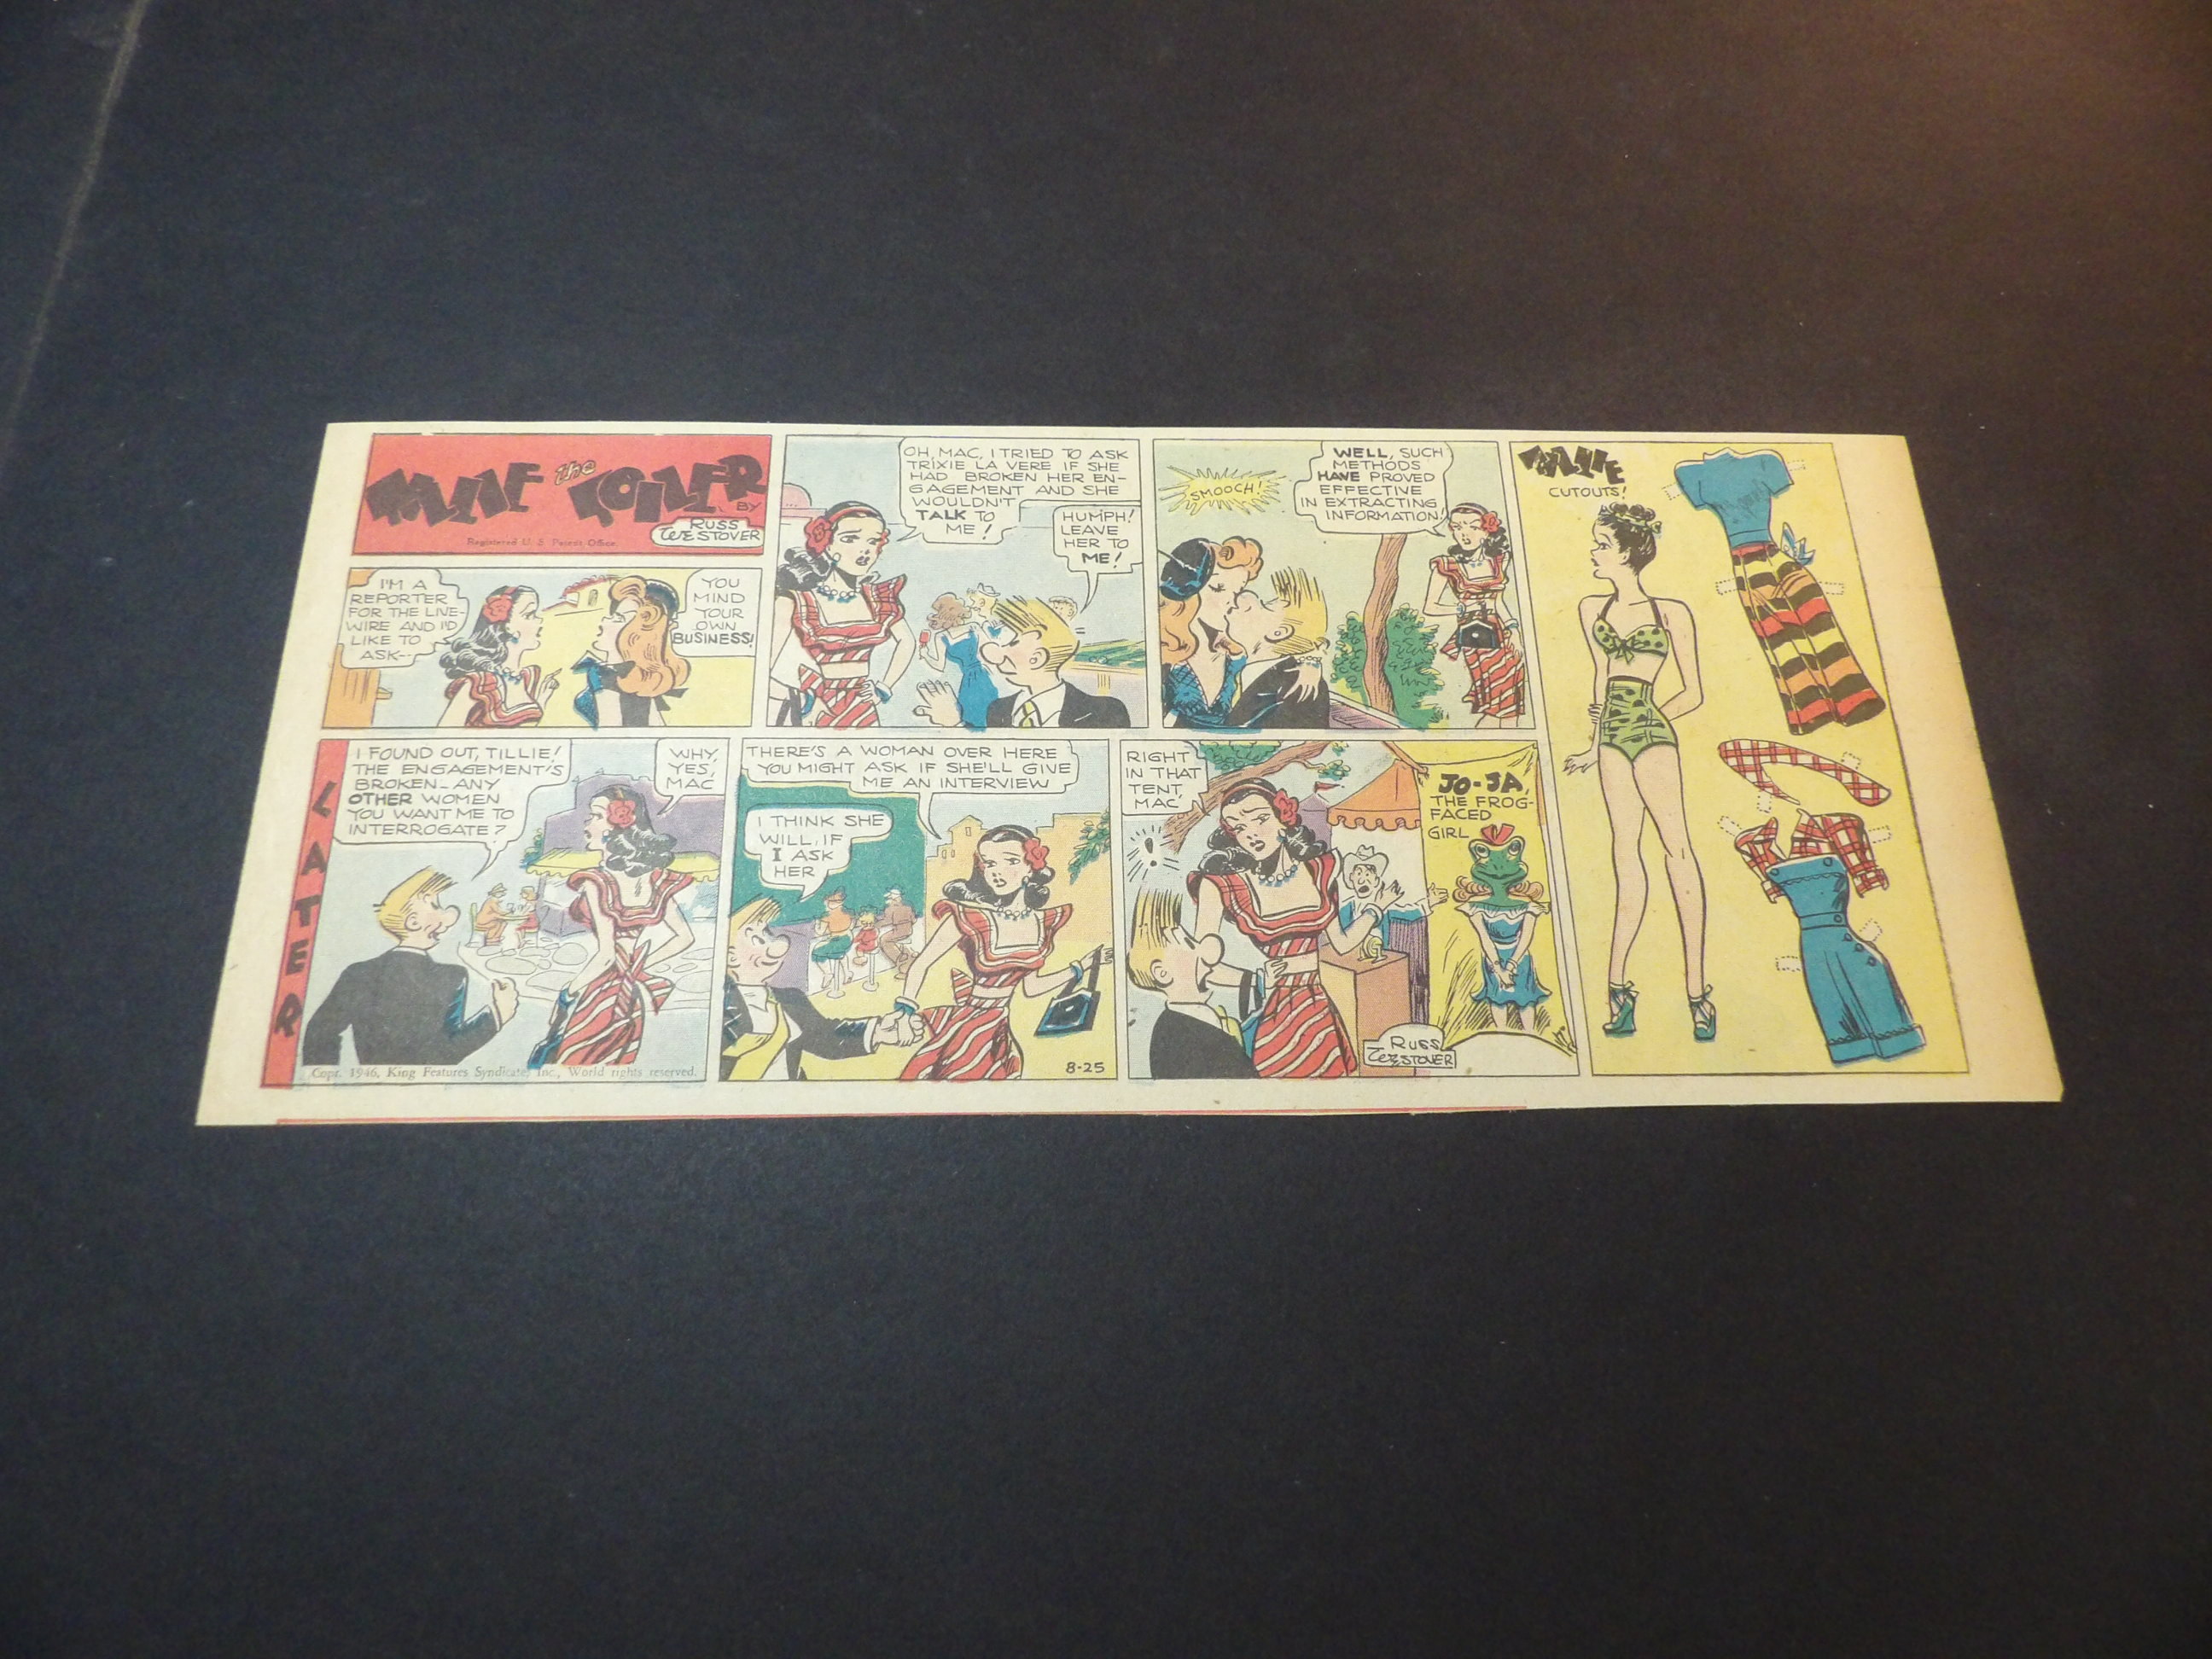 TILLIE the TOILER
BY
RUSS
WESTOVER
Registered U. S. Patent Office.
I'M A
REPORTER
FOR THE LIVE-
WIRE AND I'D
LIKE TO
ASK--
YOU
MIND
YOUR
OWN
BUSINESS!
OH, MAC, I TRIED TO ASK
TRIXIE LA VERE IF SHE
HAD BROKEN HER EN-
GAGEMENT AND SHE
WOULDN'T
TALK TO
ME!
HUMPH!
LEAVE
HER TO
ME!
SMOOCH!
WELL, SUCH
METHODS
HAVE PROVED
EFFECTIVE
IN EXTRACTING
INFORMATION!
LATER
I FOUND OUT, TILLIE!
THE ENGAGEMENT'S
BROKEN-ANY
OTHER WOMEN
YOU WANT ME TO
INTERROGATE?
WHY,
YES,
MAC
Copr. 1946, King Features Syndicate, Inc., World rights reserved.
THERE'S A WOMAN OVER HERE
YOU MIGHT ASK IF SHE'LL GIVE
ME AN INTERVIEW
I THINK SHE
WILL, IF
I ASK
HER
8-25
RIGHT
IN THAT
TENT,
MAC
!
JO-JA,
THE FROG-
FACED
GIRL
RUSS
WESTOVER
TILLIE
CUTOUTS!